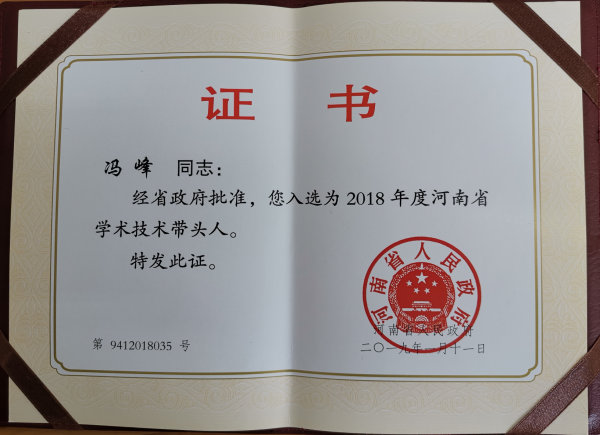 证 书
冯峰 同志：
经省政府批准，您入选为2018年度河南省
学术技术带头人。
特发此证。
河南省人民政府
河南省人民政府
二〇一九年一月十一日
第 9412018035 号